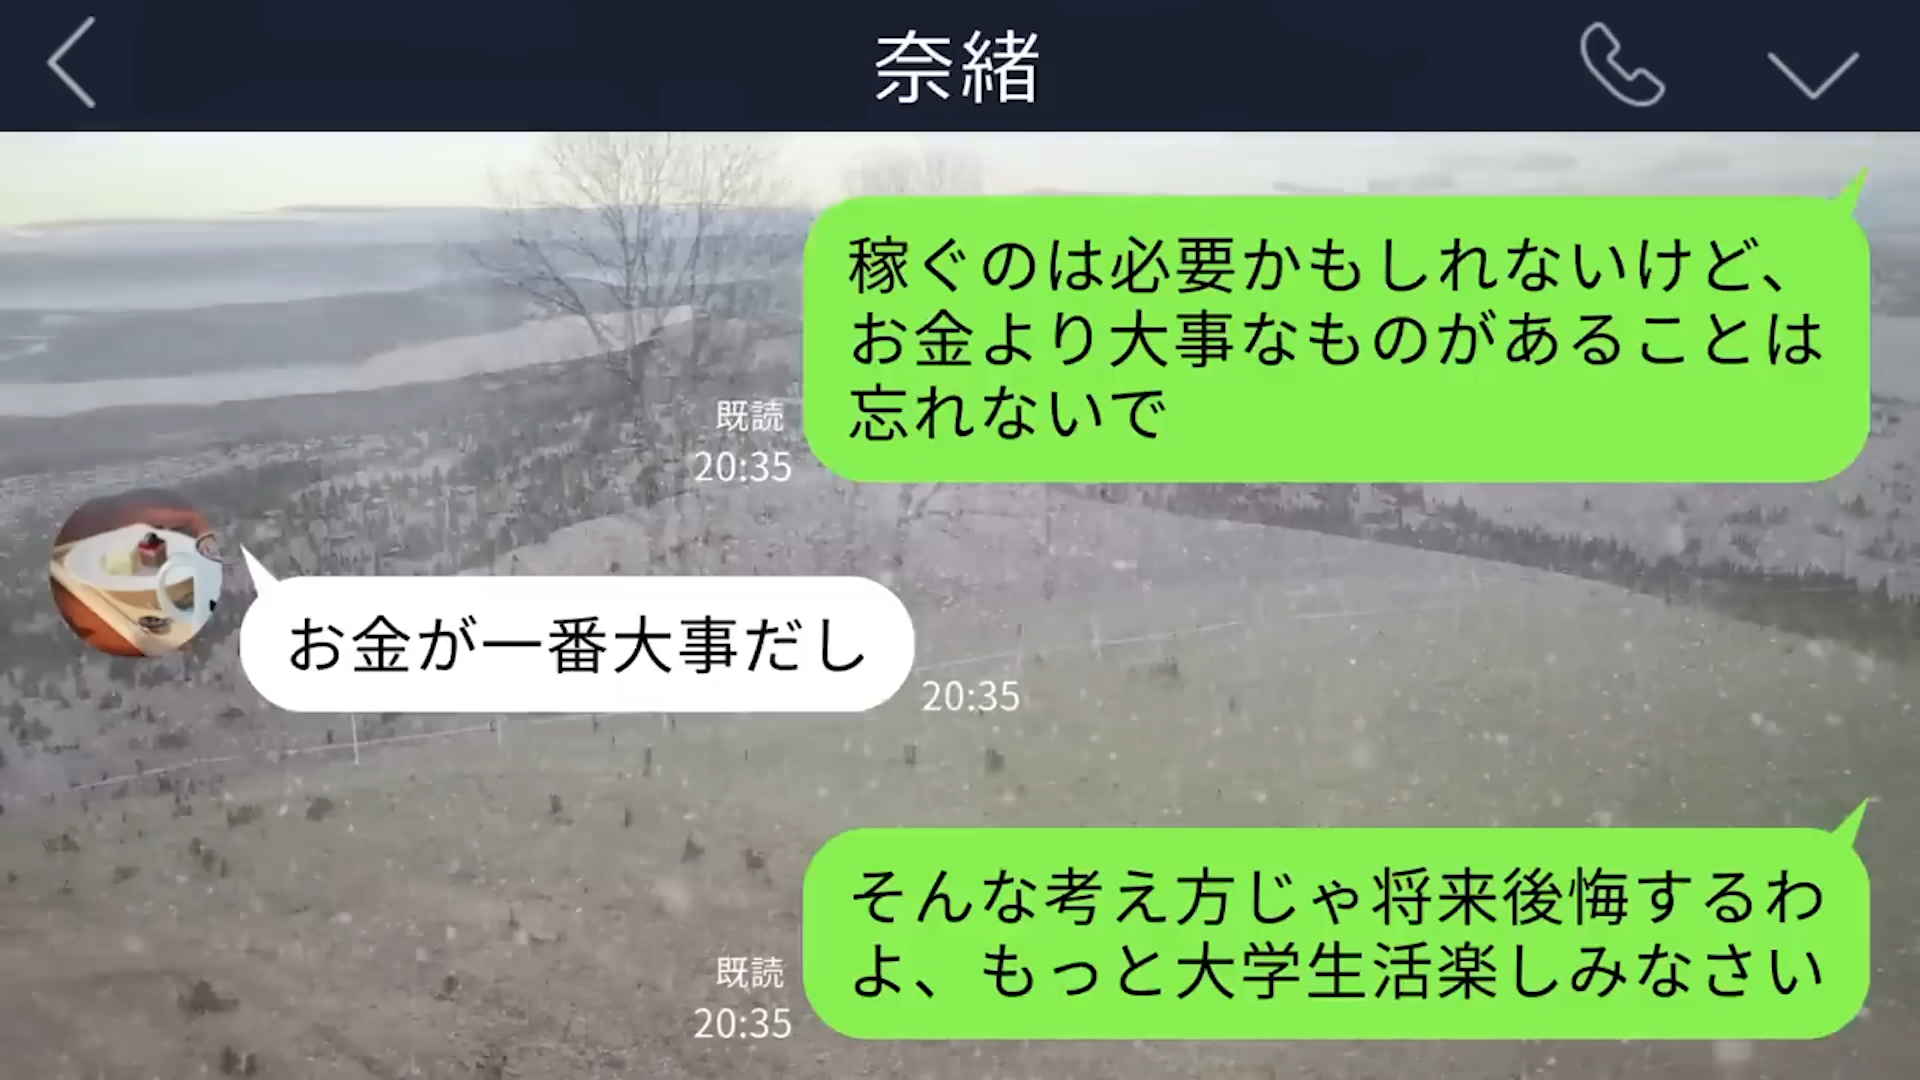 奈緒
稼ぐのは必要かもしれないけど、
お金より大事なものがあることは
忘れないで
既読
20:35
お金が一番大事だし
20:35
そんな考え方じゃ将来後悔するわ
よ、もっと大学生活楽しみなさい
既読
20:35